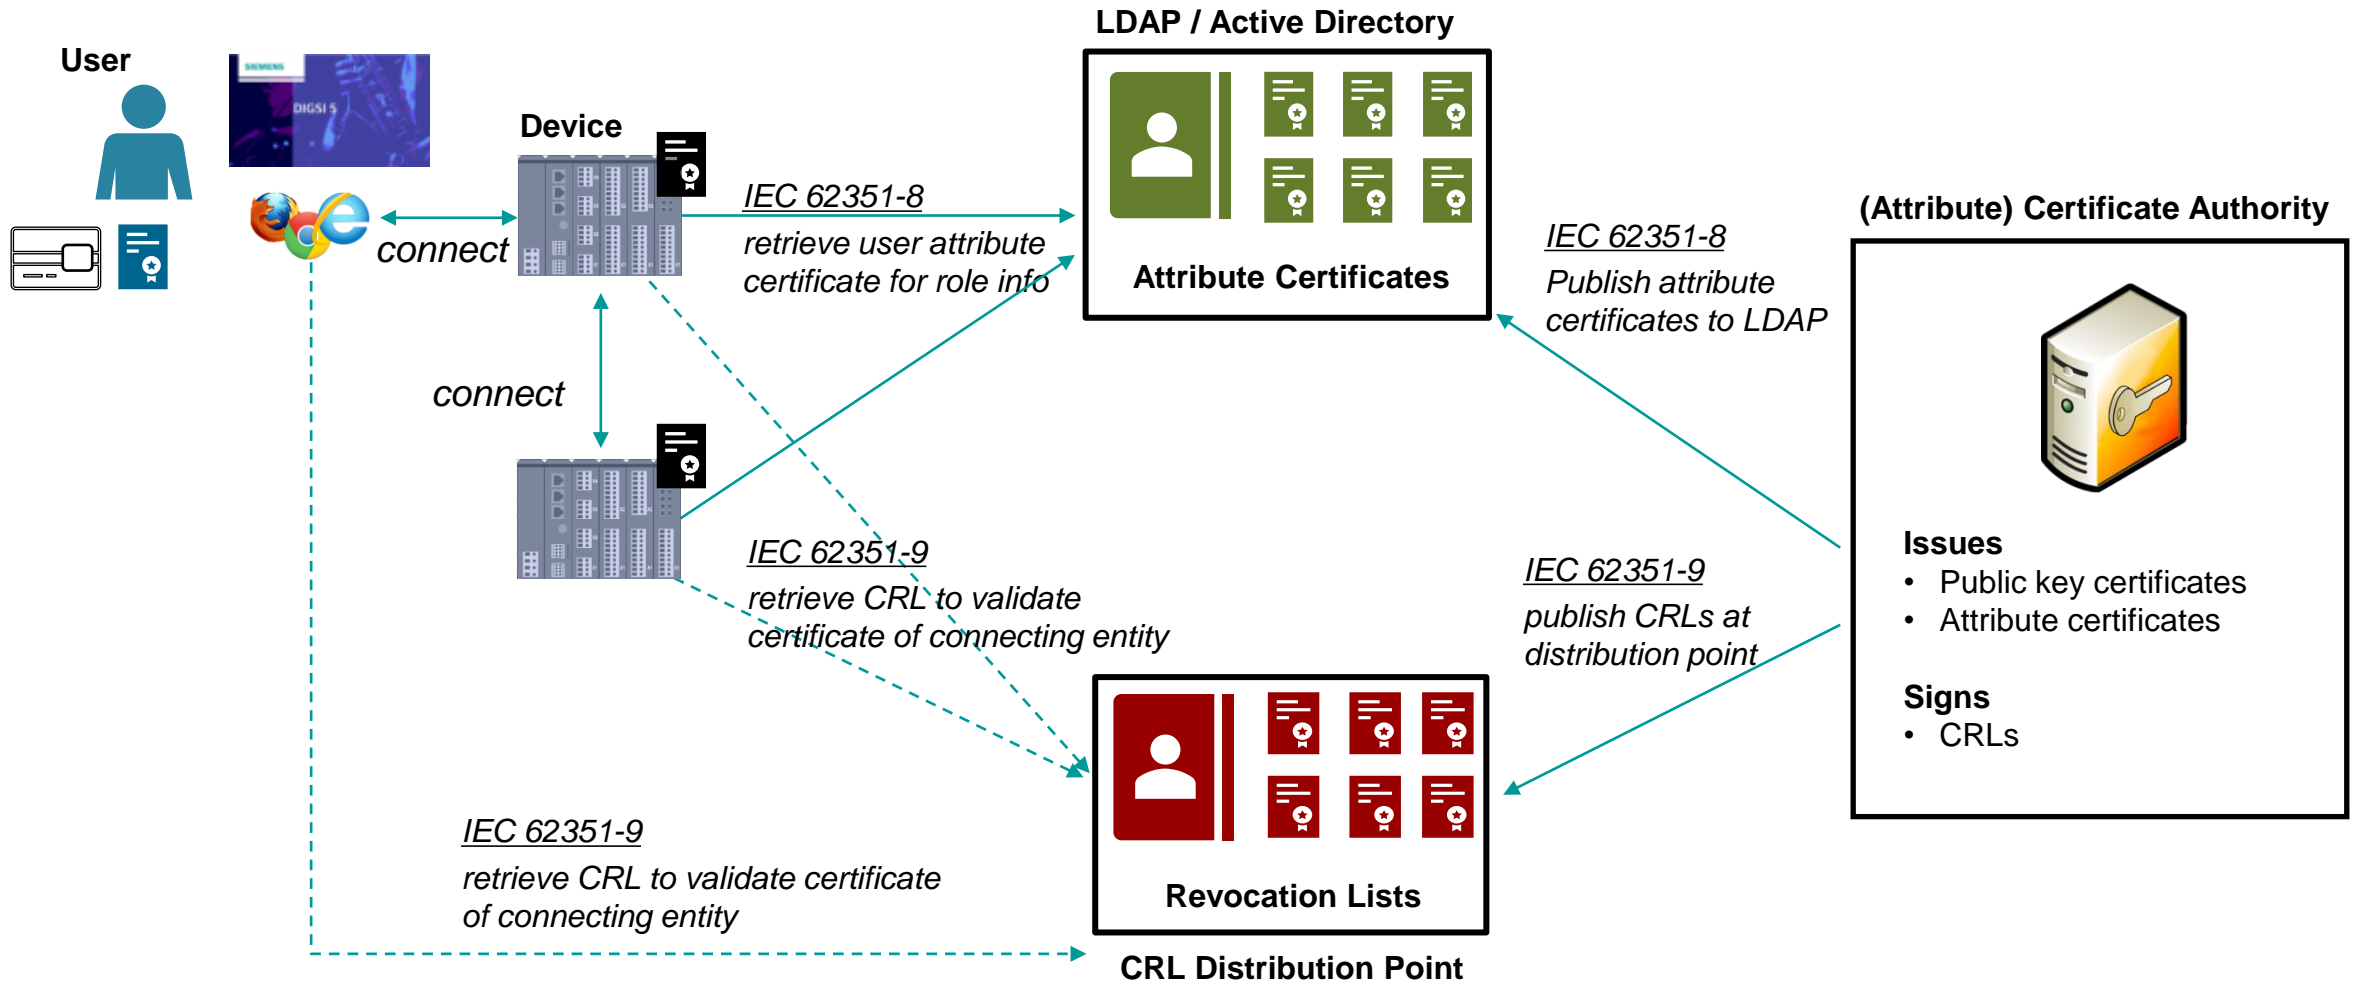 LDAP / Active Directory
User
SIEMENS
DIGSI 5
Device
IEC 62351-8
retrieve user attribute
certificate for role info
connect
Attribute Certificates
IEC 62351-8
Publish attribute
certificates to LDAP
(Attribute) Certificate Authority
connect
IEC 62351-9
retrieve CRL to validate
certificate of connecting entity
IEC 62351-9
publish CRLs at
distribution point
Issues
• Public key certificates
• Attribute certificates
Signs
• CRLs
IEC 62351-9
retrieve CRL to validate certificate
of connecting entity
Revocation Lists
CRL Distribution Point